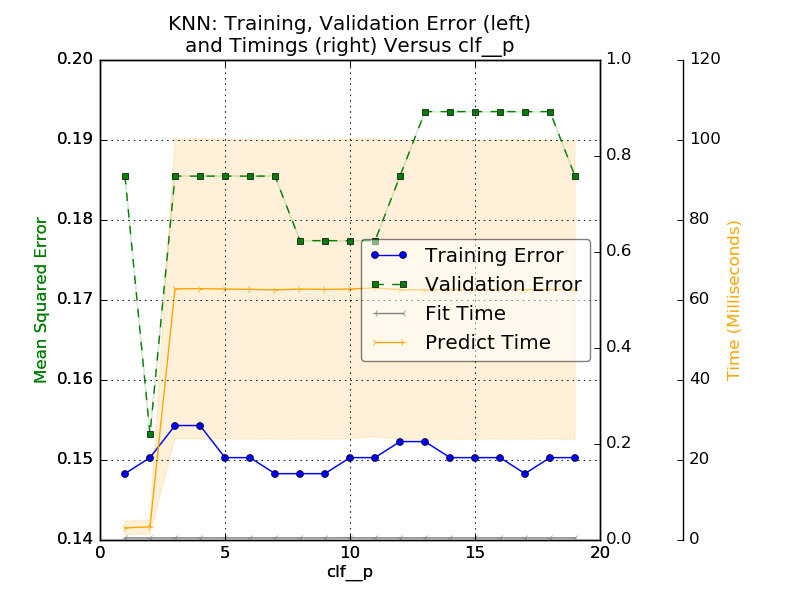 KNN: Training, Validation Error (left)
and Timings (right) Versus clf__p
Mean Squared Error
0.20
0.19
0.18
0.17
0.16
0.15
0.14
0
5
10
15
20
clf__p
1.0
0.8
0.6
0.4
0.2
0.0
120
100
80
60
40
20
0
Time (Milliseconds)
Training Error
Validation Error
Fit Time
Predict Time